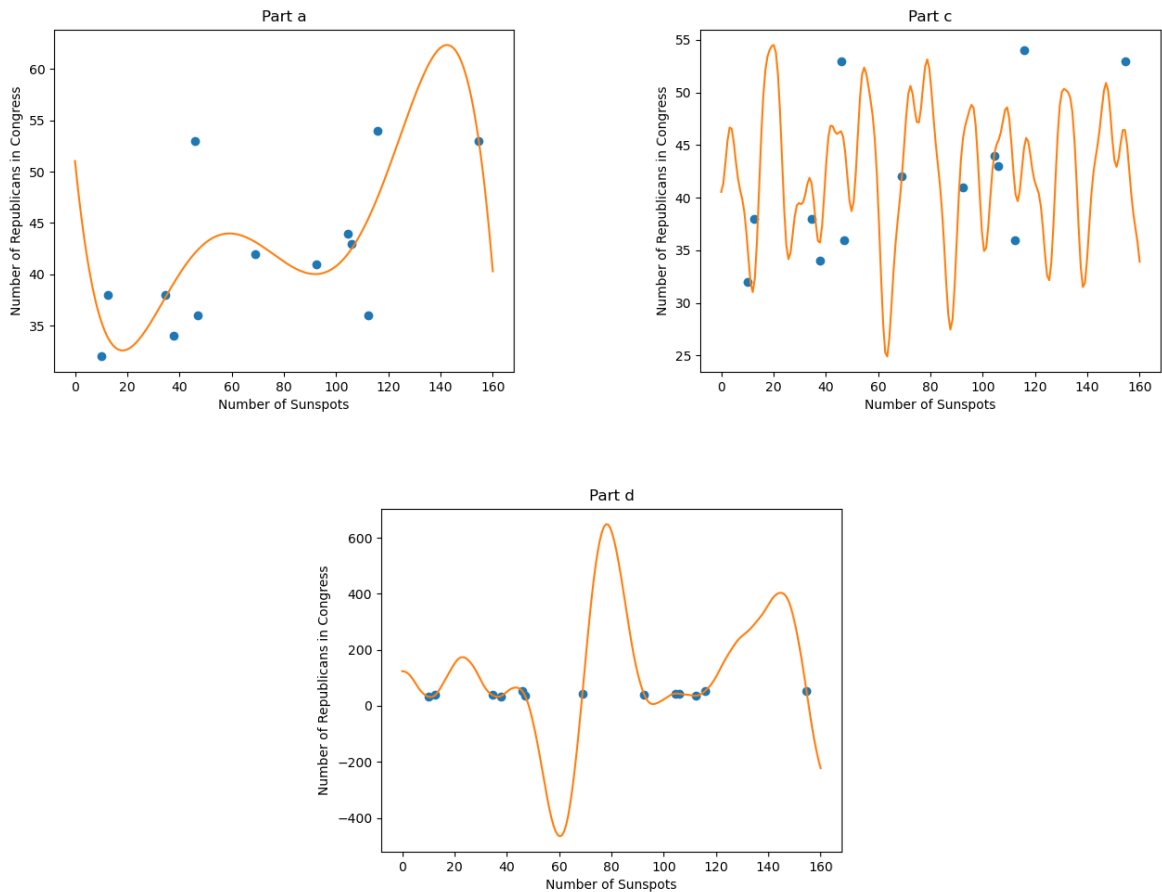 Part a
60
55
50
45
40
35
Number of Republicans in Congress
0 20 40 60 80 100 120 140 160
Number of Sunspots
Part c
55
50
45
40
35
30
25
Number of Republicans in Congress
0 20 40 60 80 100 120 140 160
Number of Sunspots
Part d
600
400
200
0
−200
−400
Number of Republicans in Congress
0 20 40 60 80 100 120 140 160
Number of Sunspots